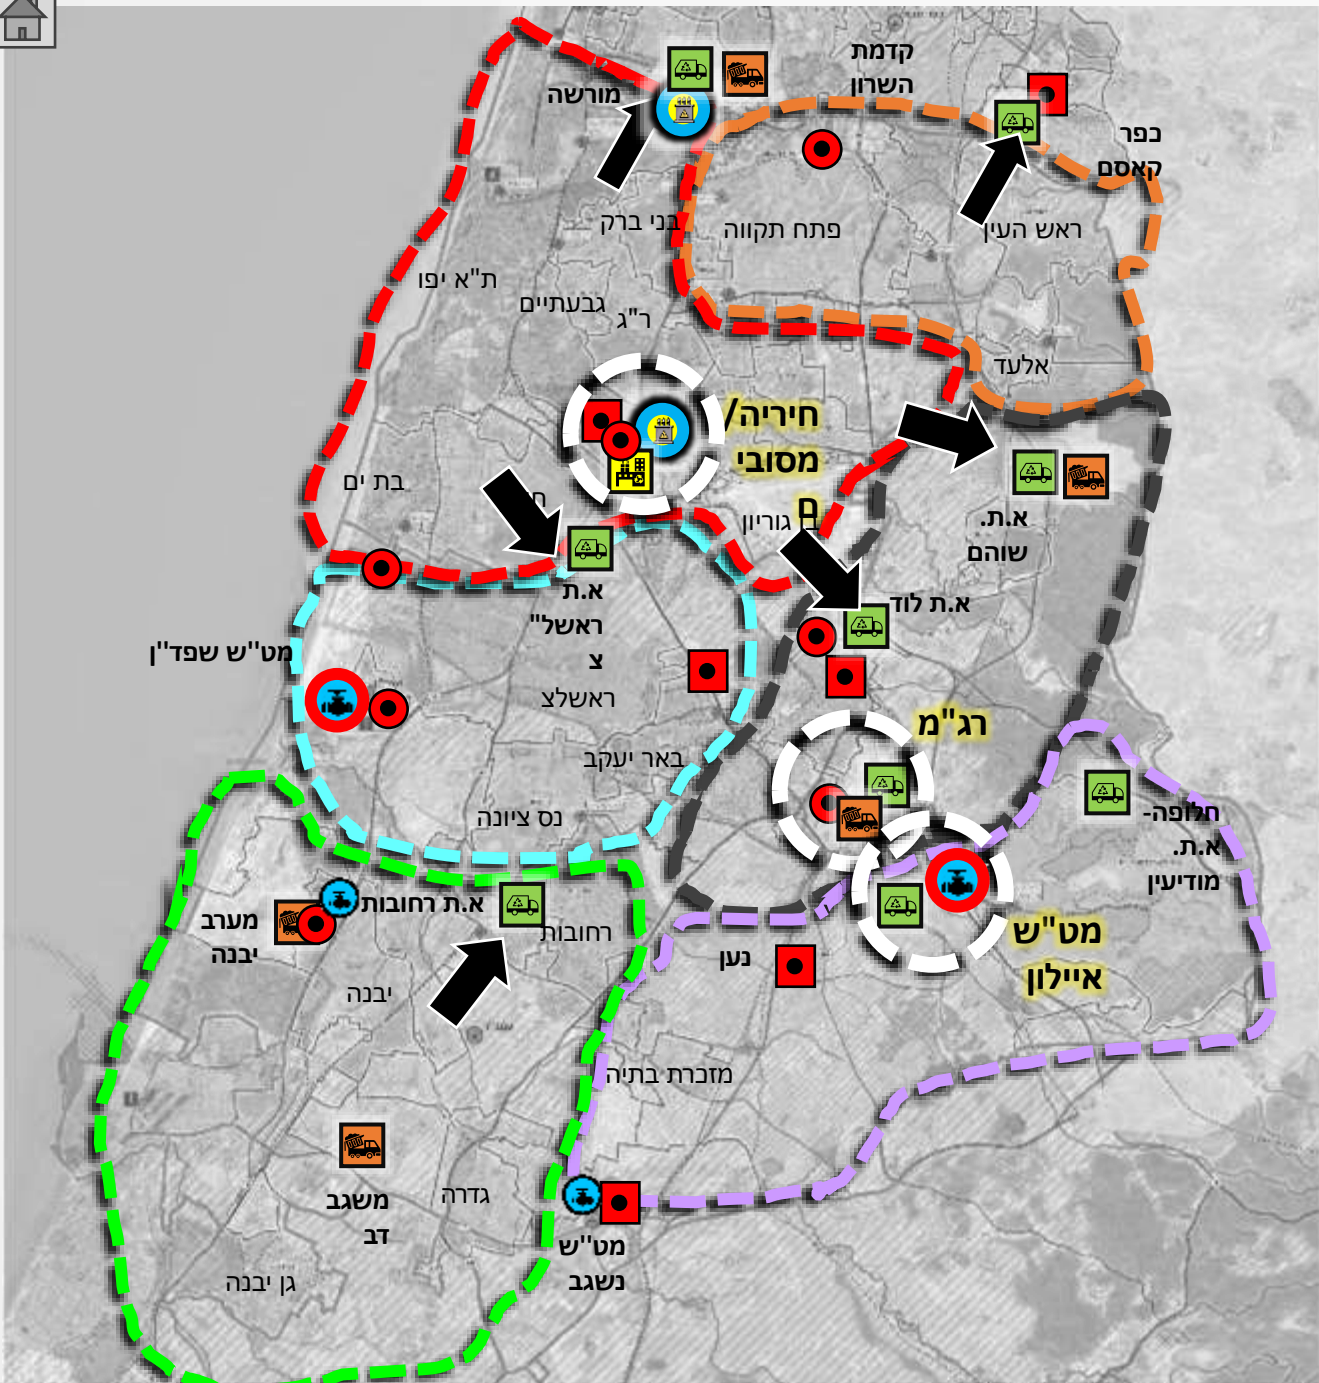 קדמת
השרון
מורשה
כפר
קאסם
בני ברק
פתח תקווה
ראש העין
ת"א יפו
גבעתיים
ר"ג
אלעד
חיריה/
מסובי
ם
בת ים
גוריון
א.ת.
שוהם
א.ת
ראשל"
צ
א.ת לוד
מט"ש שפד"ן
ראשלצ
רג"מ
באר יעקב
נס ציונה
חלופה-
א.ת.
מודיעין
א.ת רחובות
מערב
יבנה
רחובות
מט"ש
איילון
נען
יבנה
מזכרת בתיה
משגב
דב
גדרה
מט"ש
נשגב
גן יבנה